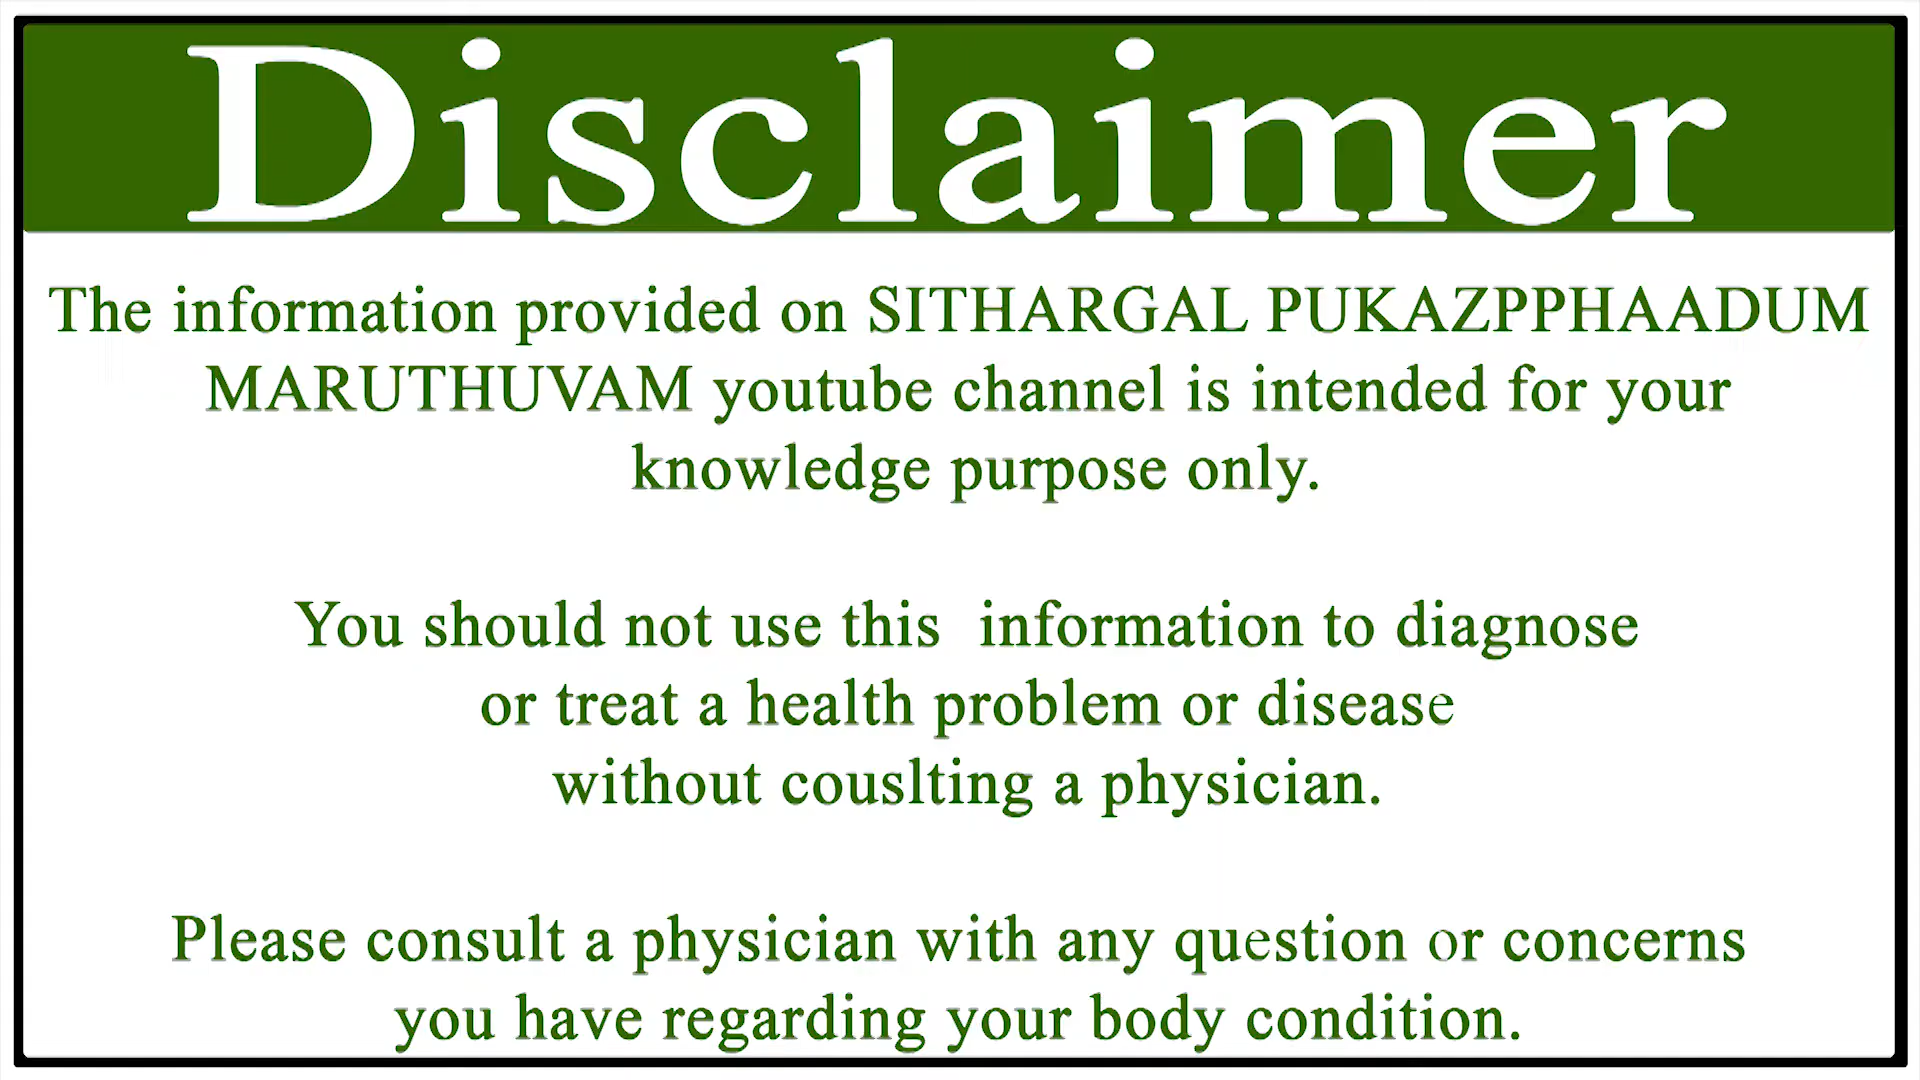 Disclaimer
The information provided on SITHARGAL PUKAZPPHAADUM
MARUTHUVAM youtube channel is intended for your
knowledge purpose only.
You should not use this  information to diagnose
or treat a health problem or disease
without couslting a physician.
Please consult a physician with any question or concerns
you have regarding your body condition.